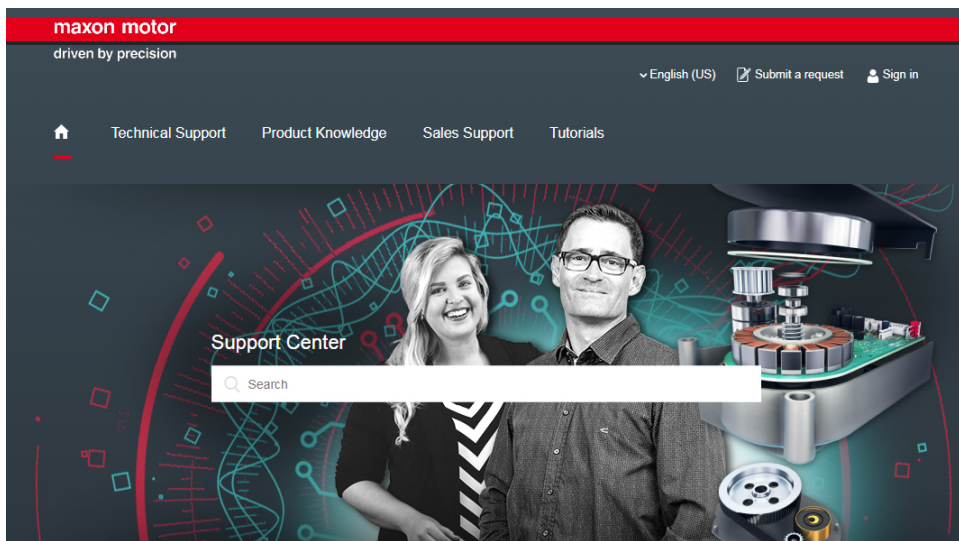 maxon motor
driven by precision
English (US) Submit a request Sign in
Technical Support Product Knowledge Sales Support Tutorials
Support Center
Search